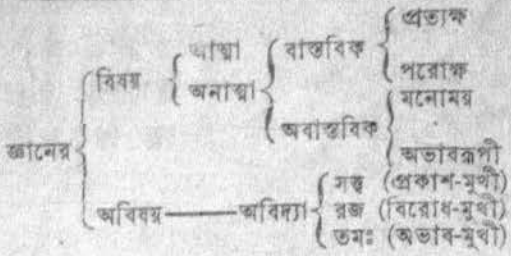 প্রত্যক্ষ
আত্মা
বাস্তবিক
বিষয়
অনাত্মা
পরোক্ষ
মনোময়
অবাস্তবিক
জ্ঞানের
অভাবরূপী
সত্ত্ব (প্রকাশ-মুখী)
অবিষয় — অবিদ্যা রজ (বিরোধ-মুখী)
তমঃ (অভাব-মুখী)